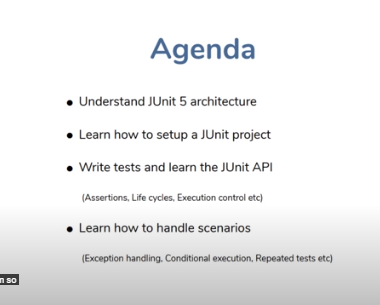 Agenda
• Understand JUnit 5 architecture
• Learn how to setup a JUnit project
• Write tests and learn the JUnit API
(Assertions, Life cycles, Execution control etc)
• Learn how to handle scenarios
(Exception handling, Conditional execution, Repeated tests etc)
so